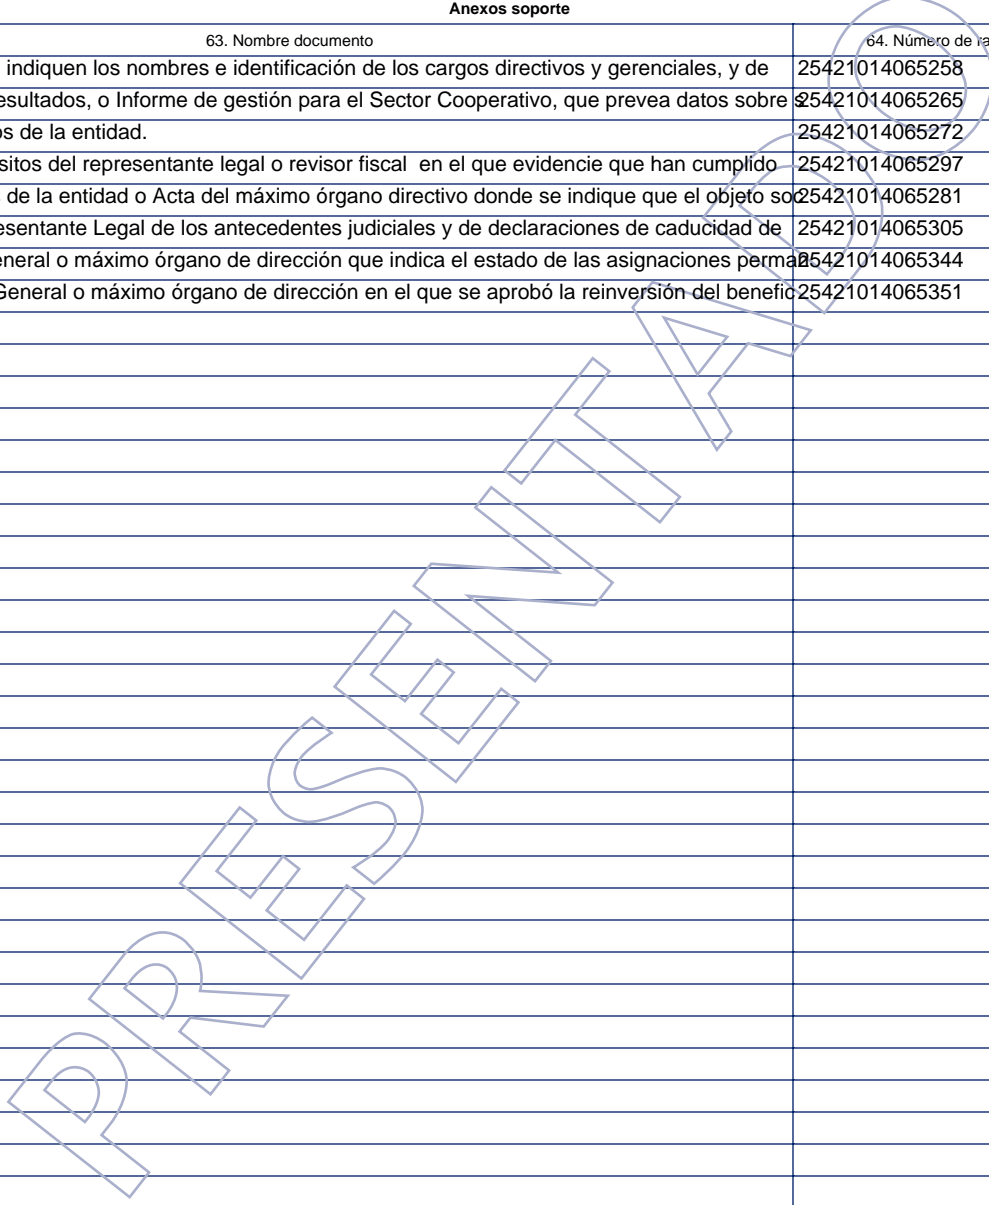 Anexos soporte
63. Nombre documento 64. Número de ra
indiquen los nombres e identificación de los cargos directivos y gerenciales, y de 25421014065258
esultados, o Informe de gestión para el Sector Cooperativo, que prevea datos sobre s 25421014065265
os de la entidad. 25421014065272
sitos del representante legal o revisor fiscal en el que evidencie que han cumplido 25421014065297
de la entidad o Acta del máximo órgano directivo donde se indique que el objeto soc 25421014065281
esentante Legal de los antecedentes judiciales y de declaraciones de caducidad de 25421014065305
eneral o máximo órgano de dirección que indica el estado de las asignaciones perman 25421014065344
General o máximo órgano de dirección en el que se aprobó la reinversión del benefic 25421014065351
PRESENTADO